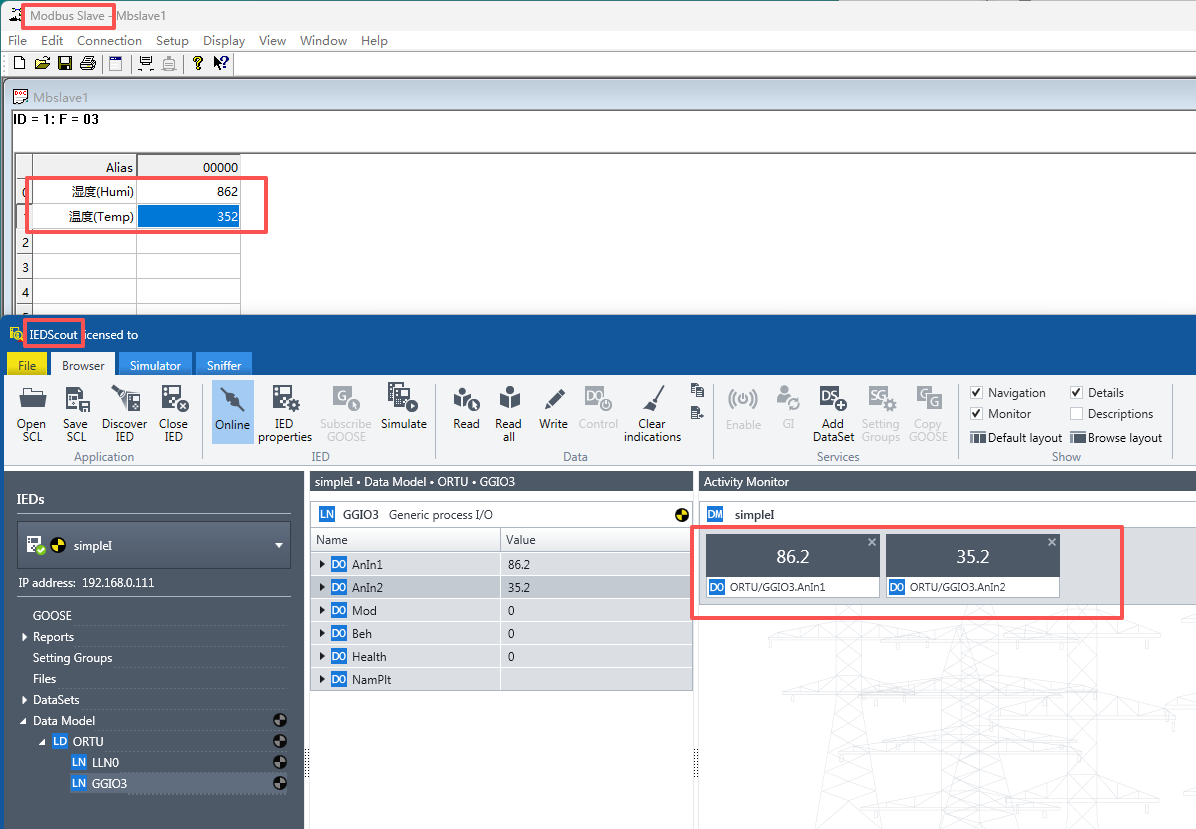 Modbus Slave - Mbslave1
File Edit Connection Setup Display View Window Help
Mbslave1
ID = 1: F = 03
Alias 00000
0 湿度(Humi) 862
1 温度(Temp) 352
2
3
4
IEDScout licensed to
File Browser Simulator Sniffer
Open SCL
Save SCL
Discover IED
Close IED
Application
Online
IED properties
Subscribe GOOSE
Simulate
IED
Read
Read all
Write
Control
Clear indications
Data
Enable
GI
Add DataSet
Setting Groups
Copy GOOSE
Services
Navigation Details
Monitor Descriptions
Default layout Browse layout
Show
IEDs
simpleI
IP address: 192.168.0.111
GOOSE
Reports
Setting Groups
Files
DataSets
Data Model
LD ORTU
LN LLN0
LN GGIO3
simpleI • Data Model • ORTU • GGIO3
LN GGIO3 Generic process I/O
Name Value
DO AnIn1 86.2
DO AnIn2 35.2
DO Mod 0
DO Beh 0
DO Health 0
DO NamPlt
Activity Monitor
DM simpleI
86.2
DO ORTU/GGIO3.AnIn1
35.2
DO ORTU/GGIO3.AnIn2